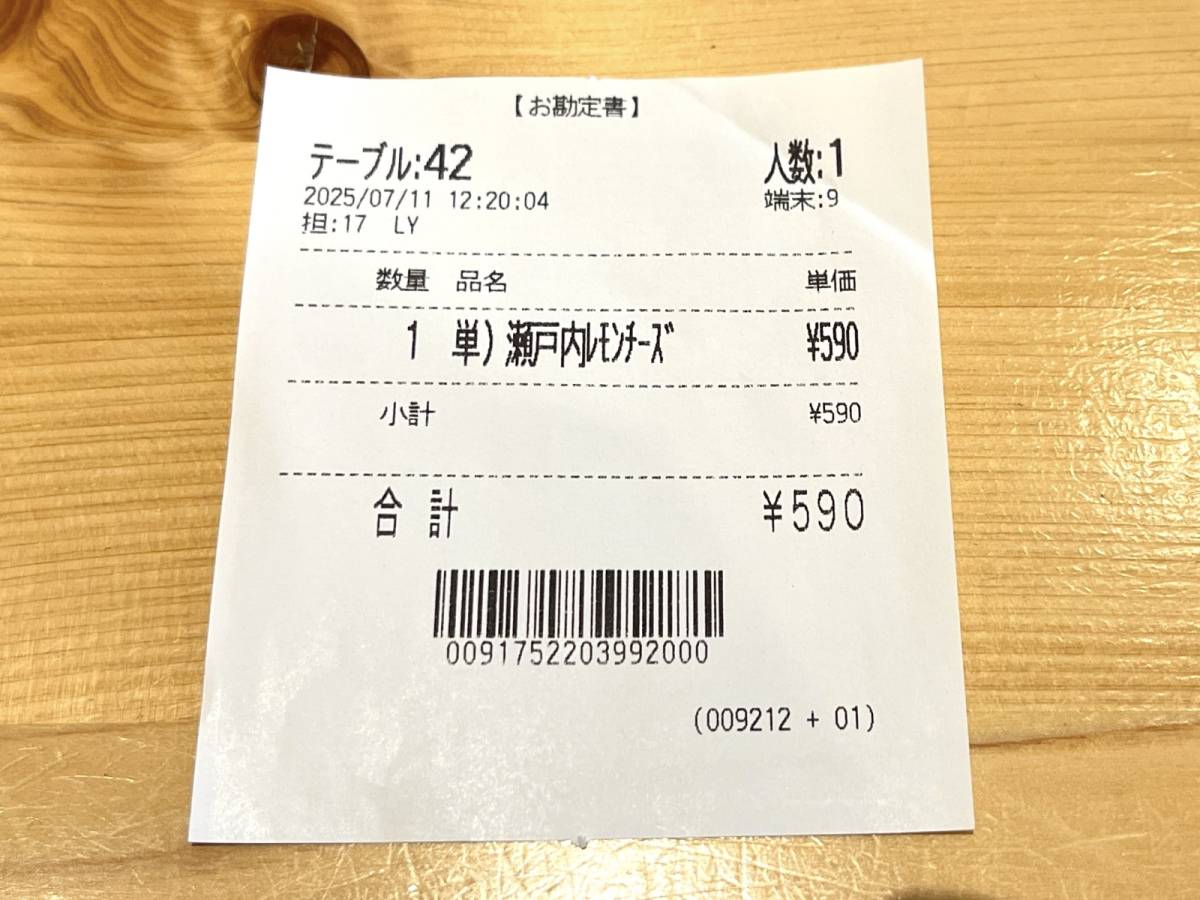 【お勘定書】
テーブル:42 人数:1
2025/07/11 12:20:04 端末:9
担:17 LY
数量 品名 単価
1 単)瀬戸内ﾚﾓﾝﾁｰｽﾞ ¥590
小計 ¥590
合計 ¥590
0091752203992000
(009212 + 01)